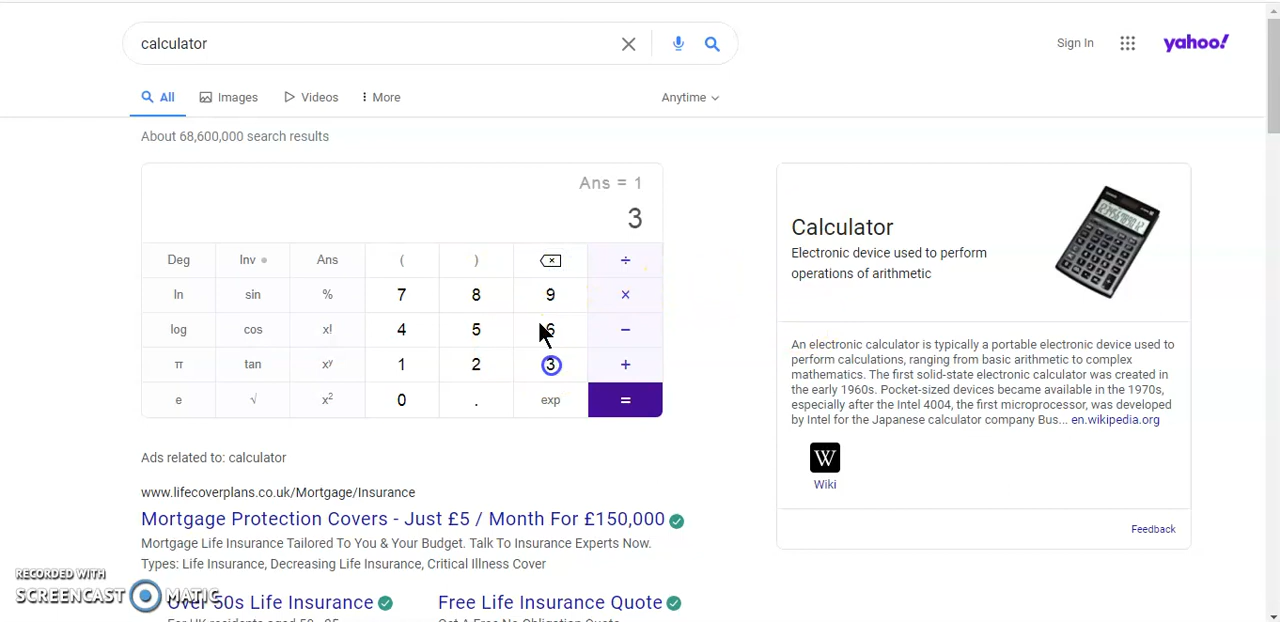 calculator
Sign In
yahoo!
All
Images
Videos
More
Anytime
About 68,600,000 search results
Ans = 1
3
Deg Inv Ans ( ) ÷
ln sin % 7 8 9 ×
log cos x! 4 5 6 −
π tan xʸ 1 2 3 +
e √ x² 0 . exp =
Ads related to: calculator
www.lifecoverplans.co.uk/Mortgage/Insurance
Mortgage Protection Covers - Just £5 / Month For £150,000
Mortgage Life Insurance Tailored To You & Your Budget. Talk To Insurance Experts Now.
Types: Life Insurance, Decreasing Life Insurance, Critical Illness Cover
Over 50s Life Insurance
Free Life Insurance Quote
Calculator
Electronic device used to perform
operations of arithmetic
An electronic calculator is typically a portable electronic device used to
perform calculations, ranging from basic arithmetic to complex
mathematics. The first solid-state electronic calculator was created in
the early 1960s. Pocket-sized devices became available in the 1970s,
especially after the Intel 4004, the first microprocessor, was developed
by Intel for the Japanese calculator company Bus... en.wikipedia.org
W
Wiki
Feedback
RECORDED WITH
SCREENCAST MATIC